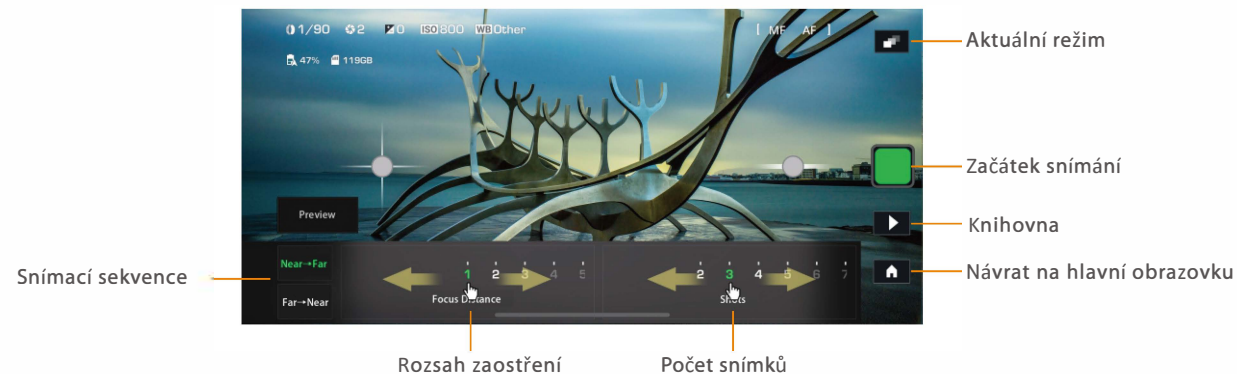 1/90 2 0 ISO 800 WB Other [ MF AF ]
47% 119GB
Aktuální režim
Začátek snímání
Preview
Knihovna
Near→Far
Snímací sekvence
1 2 3 4 5
2 3 4 5 6 7
Návrat na hlavní obrazovku
Far→Near
Focus Distance
Shots
Rozsah zaostření
Počet snímků